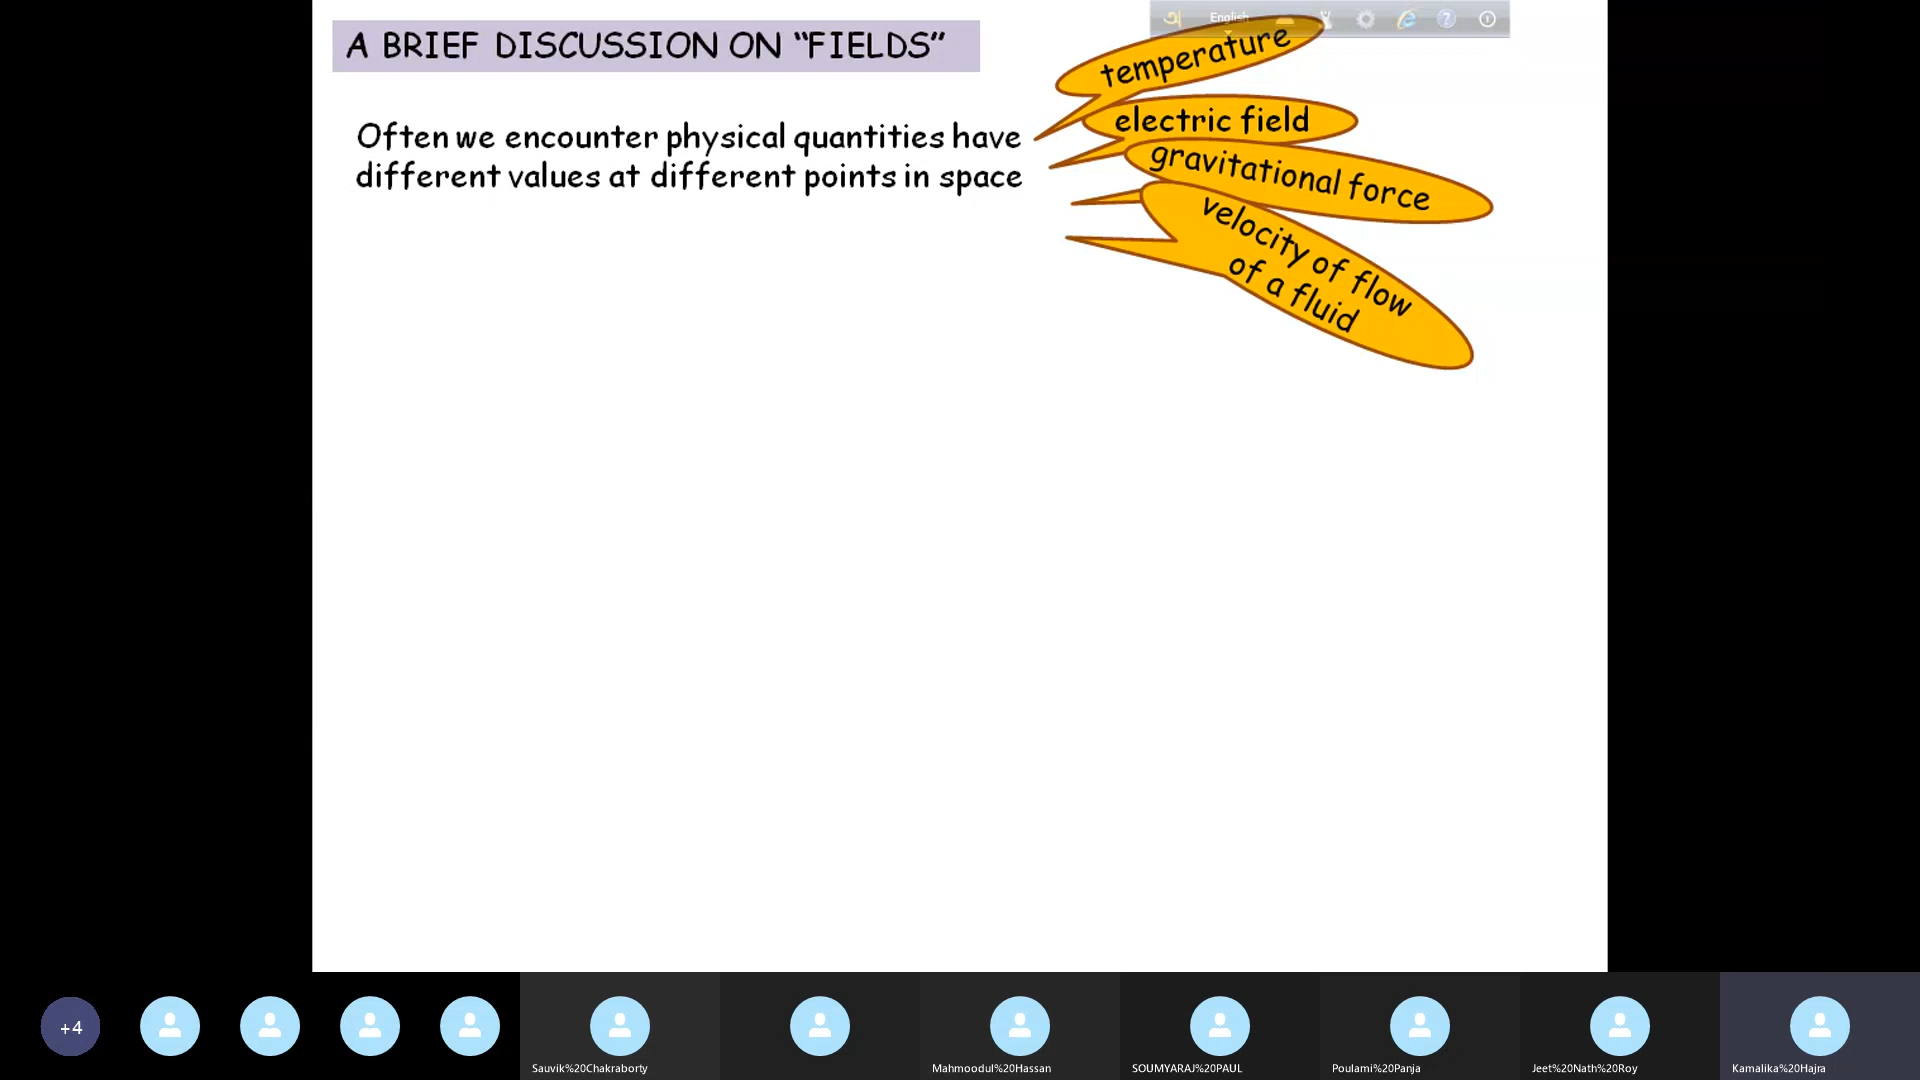 A BRIEF DISCUSSION ON “FIELDS”
অ English
temperature
electric field
gravitational force
velocity of flow
of a fluid
Often we encounter physical quantities have
different values at different points in space
+4
Sauvik%20Chakraborty
Mahmoodul%20Hassan
SOUMYARAJ%20PAUL
Poulami%20Panja
Jeet%20Nath%20Roy
Kamalika%20Hajra